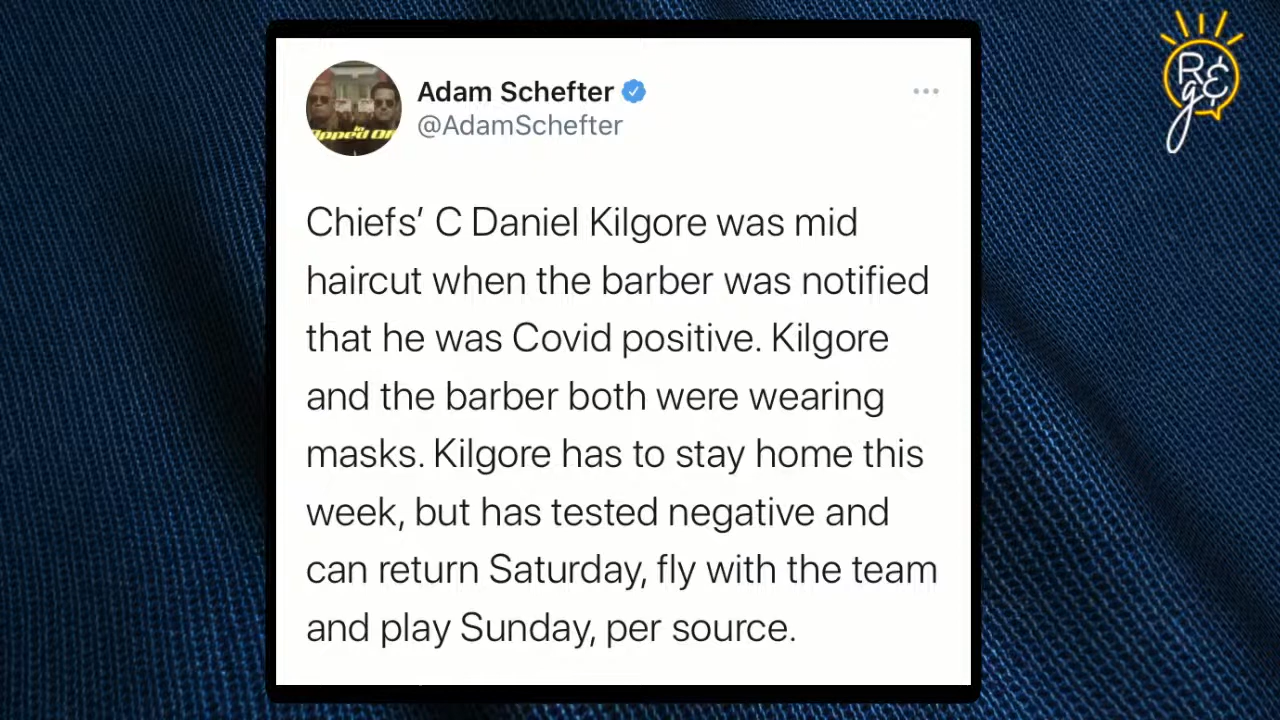 Adam Schefter
@AdamSchefter
Chiefs' C Daniel Kilgore was mid
haircut when the barber was notified
that he was Covid positive. Kilgore
and the barber both were wearing
masks. Kilgore has to stay home this
week, but has tested negative and
can return Saturday, fly with the team
and play Sunday, per source.